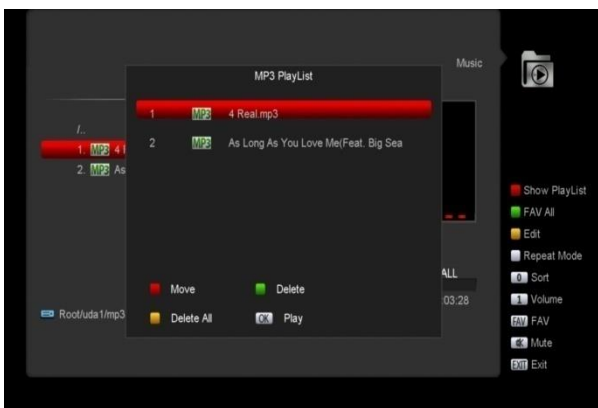 Music
MP3 PlayList
1 MP3 4 Real.mp3
2 MP3 As Long As You Love Me(Feat. Big Sea
/..
1. MP3 4
2. MP3 As
Move
Delete
Delete All
OK Play
ALL
03:28
Root/uda1/mp3
Show PlayList
FAV All
Edit
Repeat Mode
0 Sort
1 Volume
FAV FAV
Mute
EXIT Exit